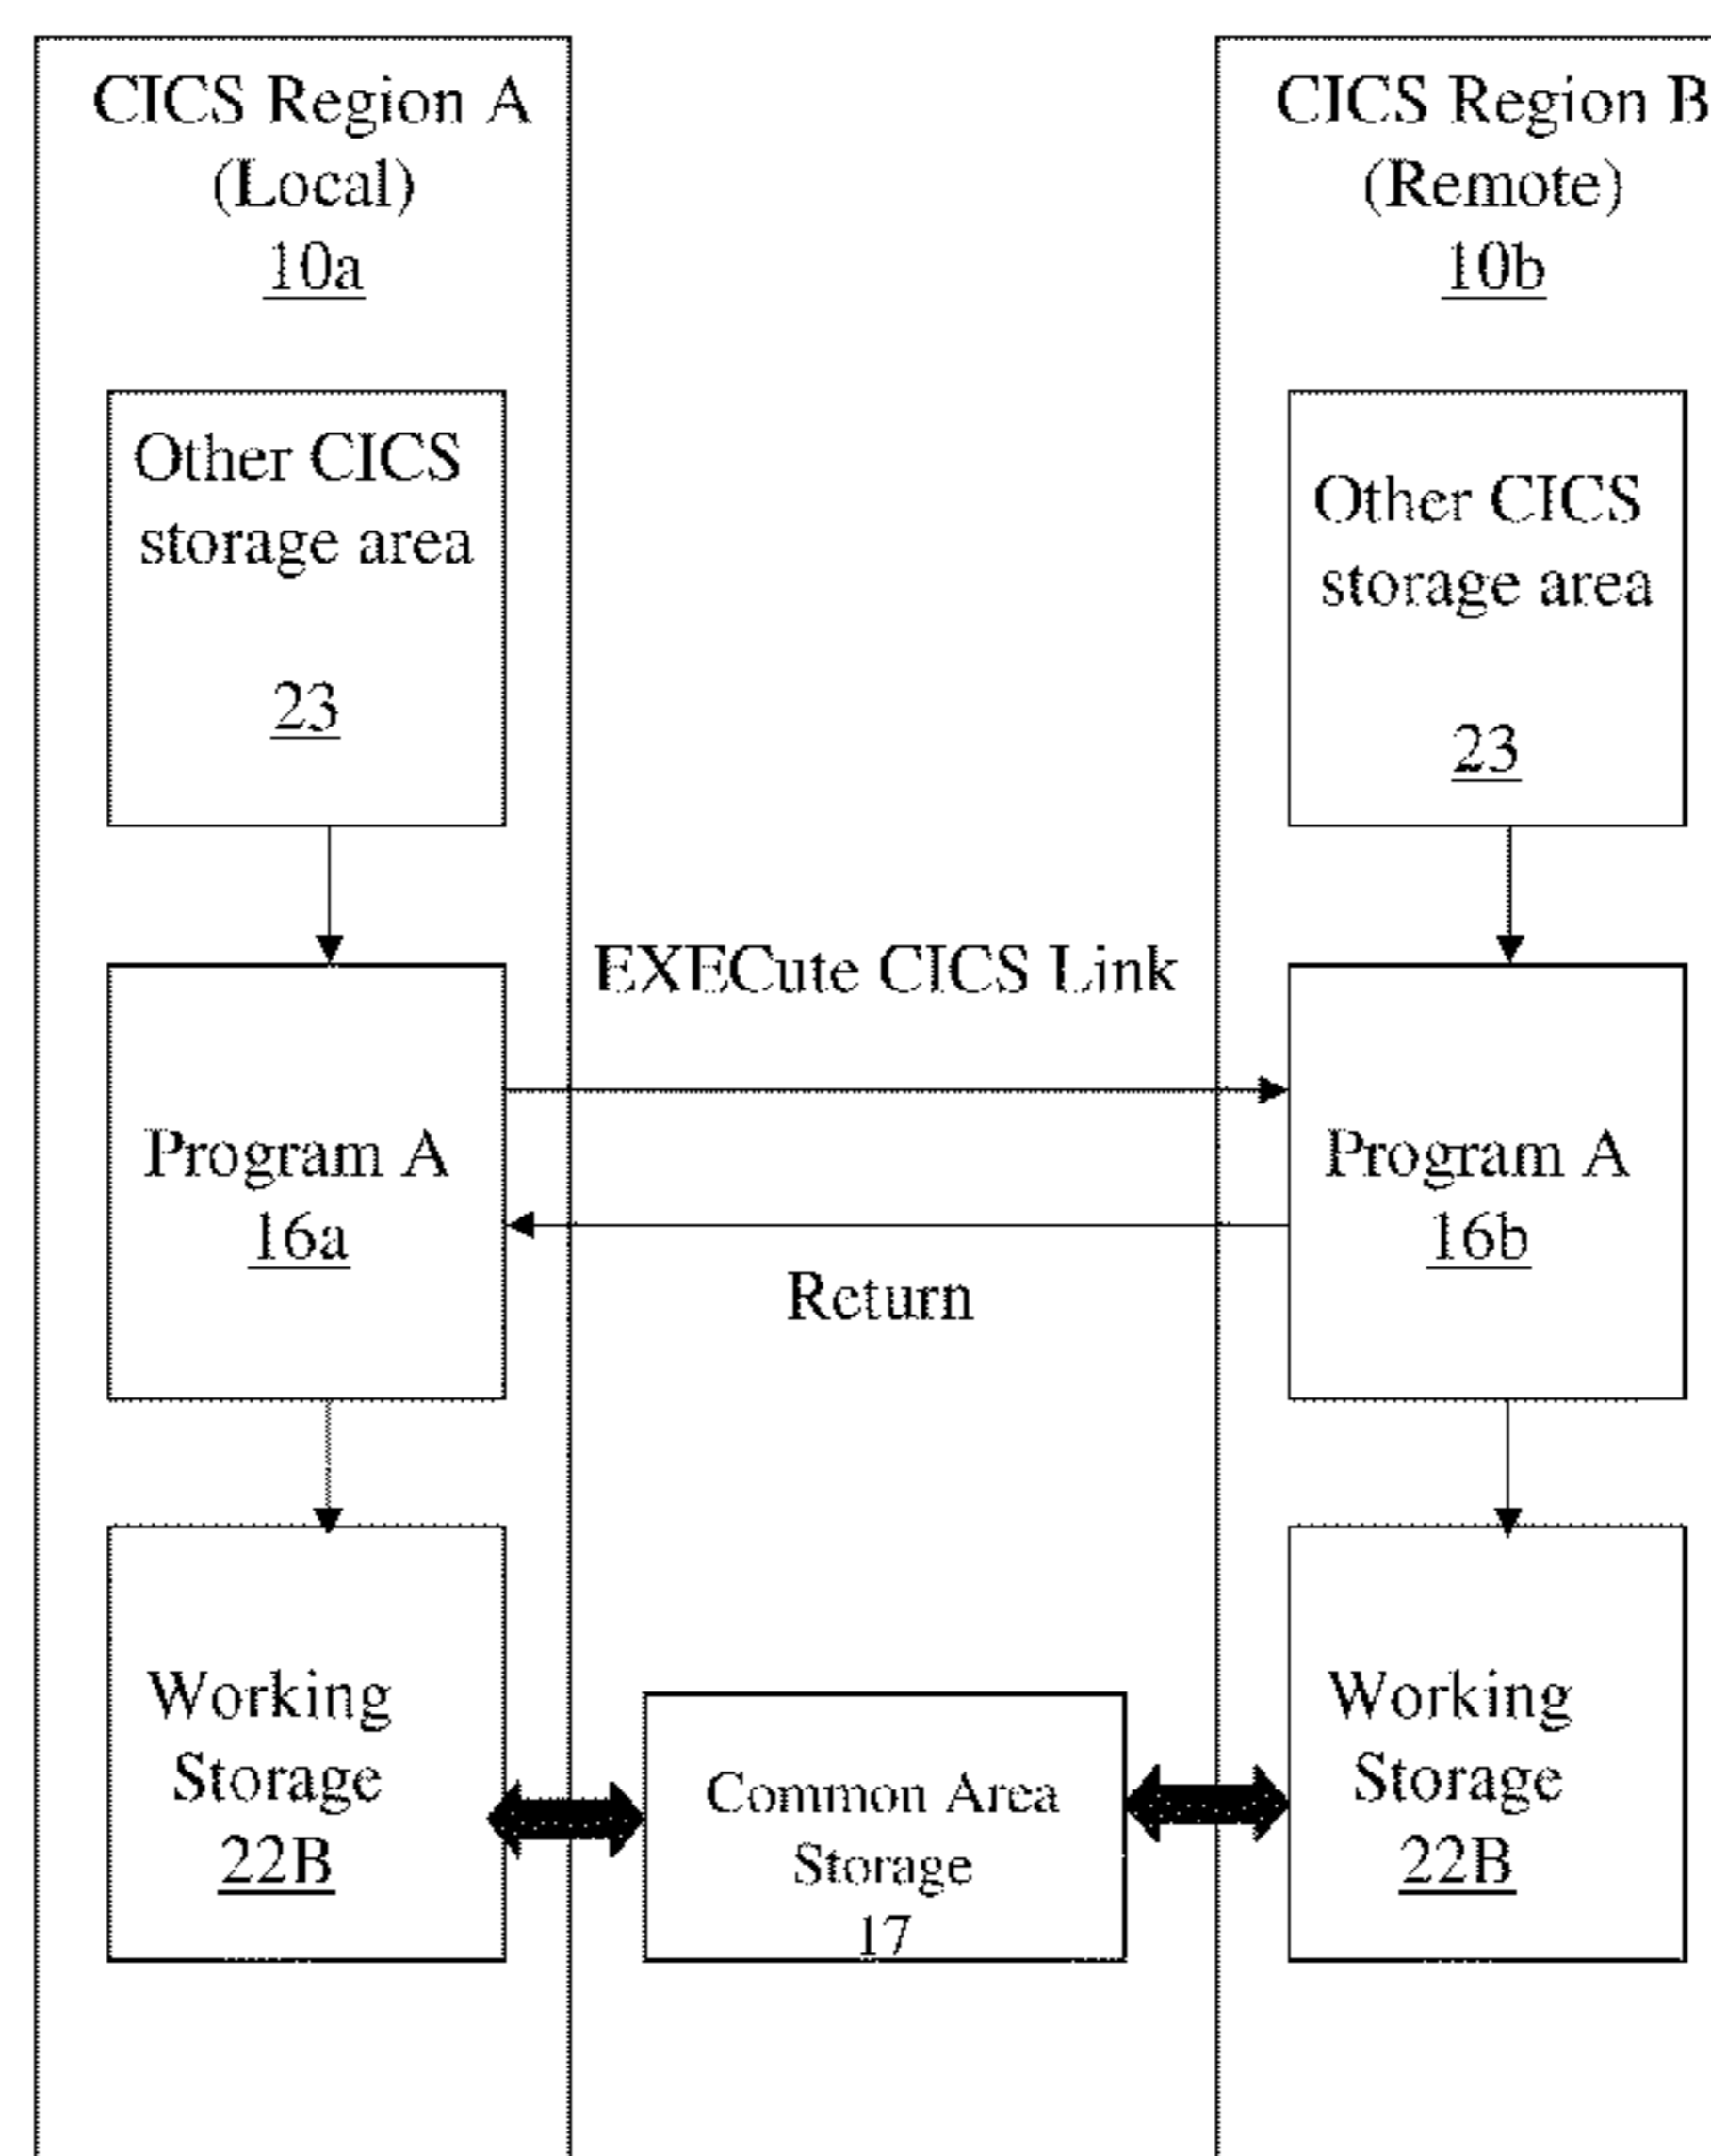 CICS Region A
(Local)
10a
Other CICS
storage area
23
Program A
16a
Working
Storage
22B
EXECute CICS Link
Return
Common Area
Storage
17
CICS Region B
(Remote)
10b
Other CICS
storage area
23
Program A
16b
Working
Storage
22B